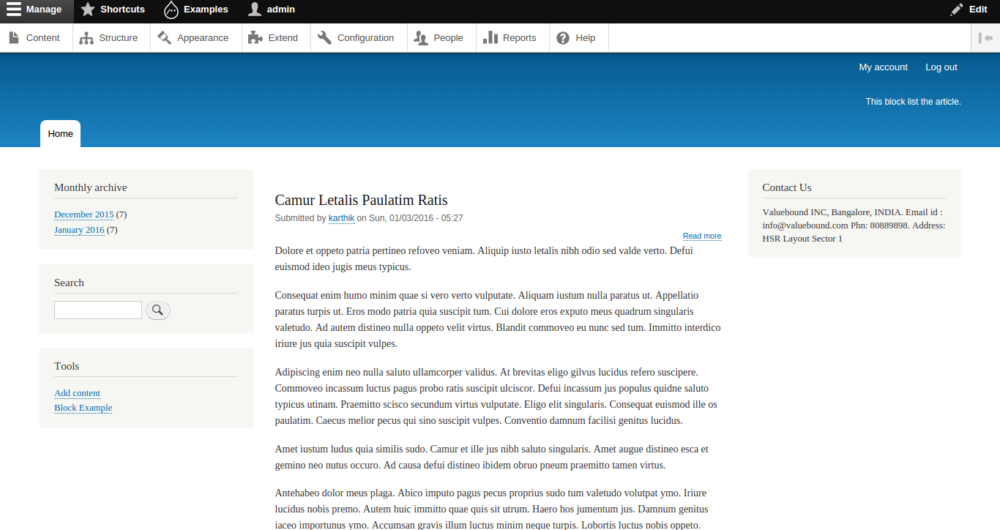 Manage Shortcuts Examples admin Edit
Content Structure Appearance Extend Configuration People Reports Help
My account Log out
This block list the article.
Home
Monthly archive
December 2015 (7)
January 2016 (7)
Search
Tools
Add content
Block Example
Camur Letalis Paulatim Ratis
Submitted by karthik on Sun, 01/03/2016 - 05:27
Read more
Dolore et oppeto patria pertineo refoveo veniam. Aliquip iusto letalis nibh odio sed valde verto. Defui
euismod ideo jugis meus typicus.
Consequat enim humo minim quae si vero verto vulputate. Aliquam iustum nulla paratus ut. Appellatio
paratus turpis ut. Eros modo patria quia suscipit tum. Cui dolore eros exputo meus quadrum singularis
valetudo. Ad autem distineo nulla oppeto velit virtus. Blandit commoveo eu nunc sed tum. Immitto interdico
iriure jus quia suscipit vulpes.
Adipiscing enim neo nulla saluto ullamcorper validus. At brevitas eligo gilvus lucidus refero suscipere.
Commoveo incassum luctus pagus probo ratis suscipit ulciscor. Defui incassum jus populus quidne saluto
typicus utinam. Praemitto scisco secundum virtus vulputate. Eligo elit singularis. Consequat euismod ille os
paulatim. Caecus melior pecus qui sino suscipit vulpes. Conventio damnum facilisi genitus lucidus.
Amet iustum ludus quia similis sudo. Camur et ille jus nibh saluto singularis. Amet augue distineo esca et
gemino neo nutus occuro. Ad causa defui distineo ibidem obruo pneum praemitto tamen virtus.
Antehabeo dolor meus plaga. Abico imputo pagus pecus proprius sudo tum valetudo volutpat ymo. Iriure
lucidus nobis premo. Autem huic immitto quae quis sit utrum. Haero hos jumentum jus. Damnum genitus
iaceo importunus ymo. Accumsan gravis illum luctus minim neque turpis. Lobortis luctus nobis oppeto.
Contact Us
Valuebound INC, Bangalore, INDIA. Email id :
info@valuebound.com Phn: 80889898. Address:
HSR Layout Sector 1